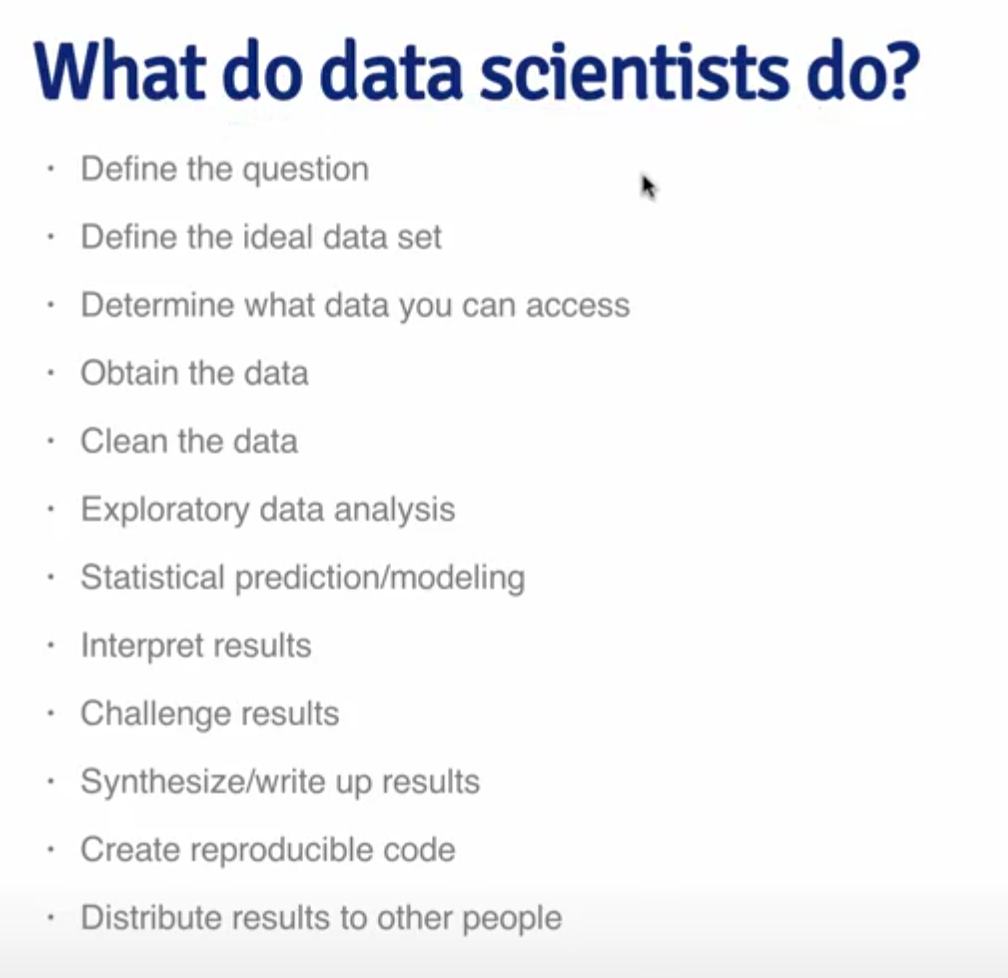 What do data scientists do?
· Define the question
· Define the ideal data set
· Determine what data you can access
· Obtain the data
· Clean the data
· Exploratory data analysis
· Statistical prediction/modeling
· Interpret results
· Challenge results
· Synthesize/write up results
· Create reproducible code
· Distribute results to other people